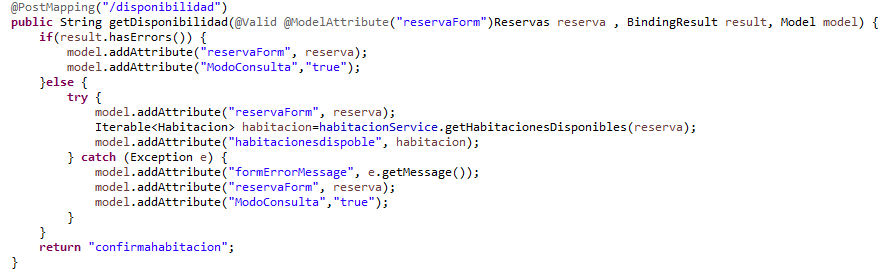 @PostMapping("/disponibilidad")
public String getDisponibilidad(@Valid @ModelAttribute("reservaForm")Reservas reserva , BindingResult result, Model model) {
    if(result.hasErrors()) {
        model.addAttribute("reservaForm", reserva);
        model.addAttribute("ModoConsulta","true");
    }else {
        try {
            model.addAttribute("reservaForm", reserva);
            Iterable<Habitacion> habitacion=habitacionService.getHabitacionesDisponibles(reserva);
            model.addAttribute("habitacionesdispoble", habitacion);
        } catch (Exception e) {
            model.addAttribute("formErrorMessage", e.getMessage());
            model.addAttribute("reservaForm", reserva);
            model.addAttribute("ModoConsulta","true");
        }
    }
    return "confirmahabitacion";
}